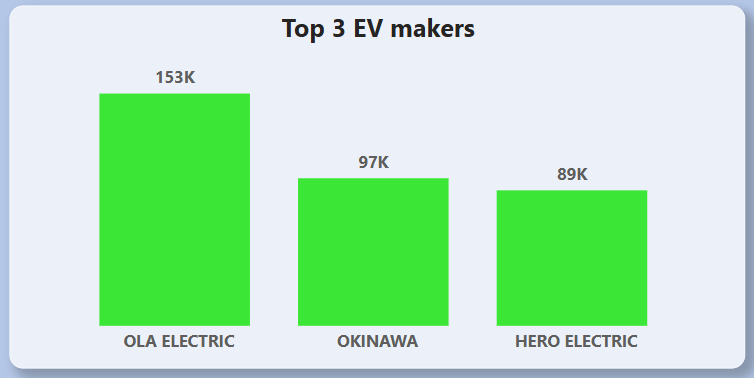 Top 3 EV makers
153K
97K
89K
OLA ELECTRIC
OKINAWA
HERO ELECTRIC